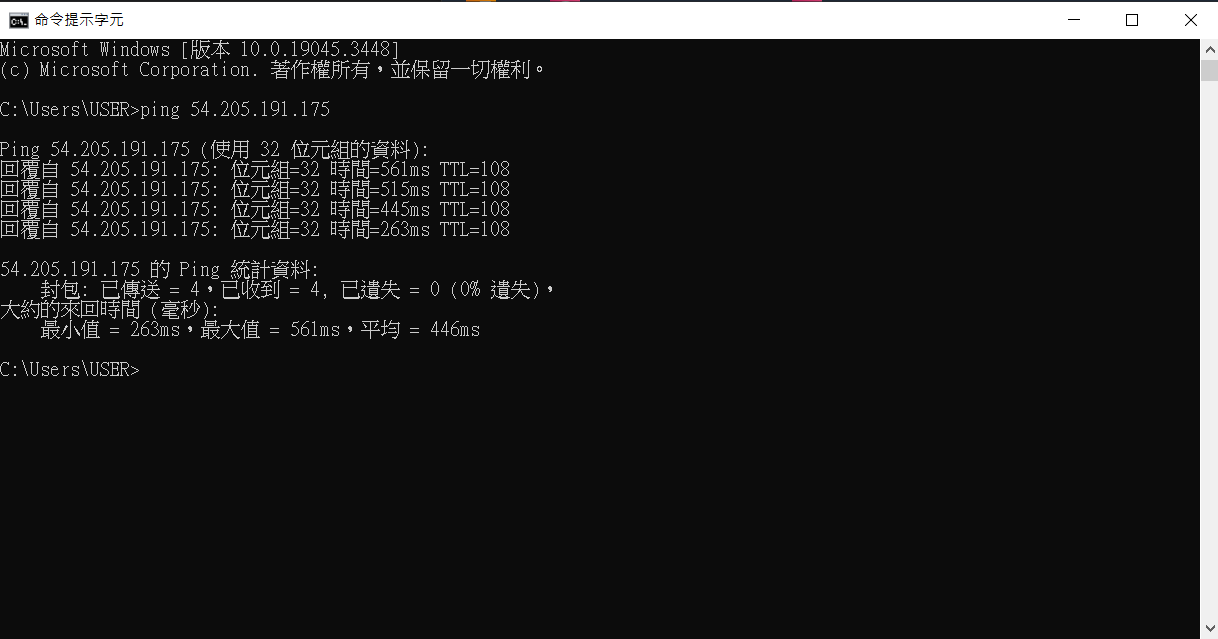 命令提示字元
Microsoft Windows [版本 10.0.19045.3448]
(c) Microsoft Corporation. 著作權所有，並保留一切權利。
C:\Users\USER>ping 54.205.191.175
Ping 54.205.191.175 (使用 32 位元組的資料):
回覆自 54.205.191.175: 位元組=32 時間=561ms TTL=108
回覆自 54.205.191.175: 位元組=32 時間=515ms TTL=108
回覆自 54.205.191.175: 位元組=32 時間=445ms TTL=108
回覆自 54.205.191.175: 位元組=32 時間=263ms TTL=108
54.205.191.175 的 Ping 統計資料:
封包: 已傳送 = 4，已收到 = 4, 已遺失 = 0 (0% 遺失)，
大約的來回時間 (毫秒):
最小值 = 263ms，最大值 = 561ms，平均 = 446ms
C:\Users\USER>